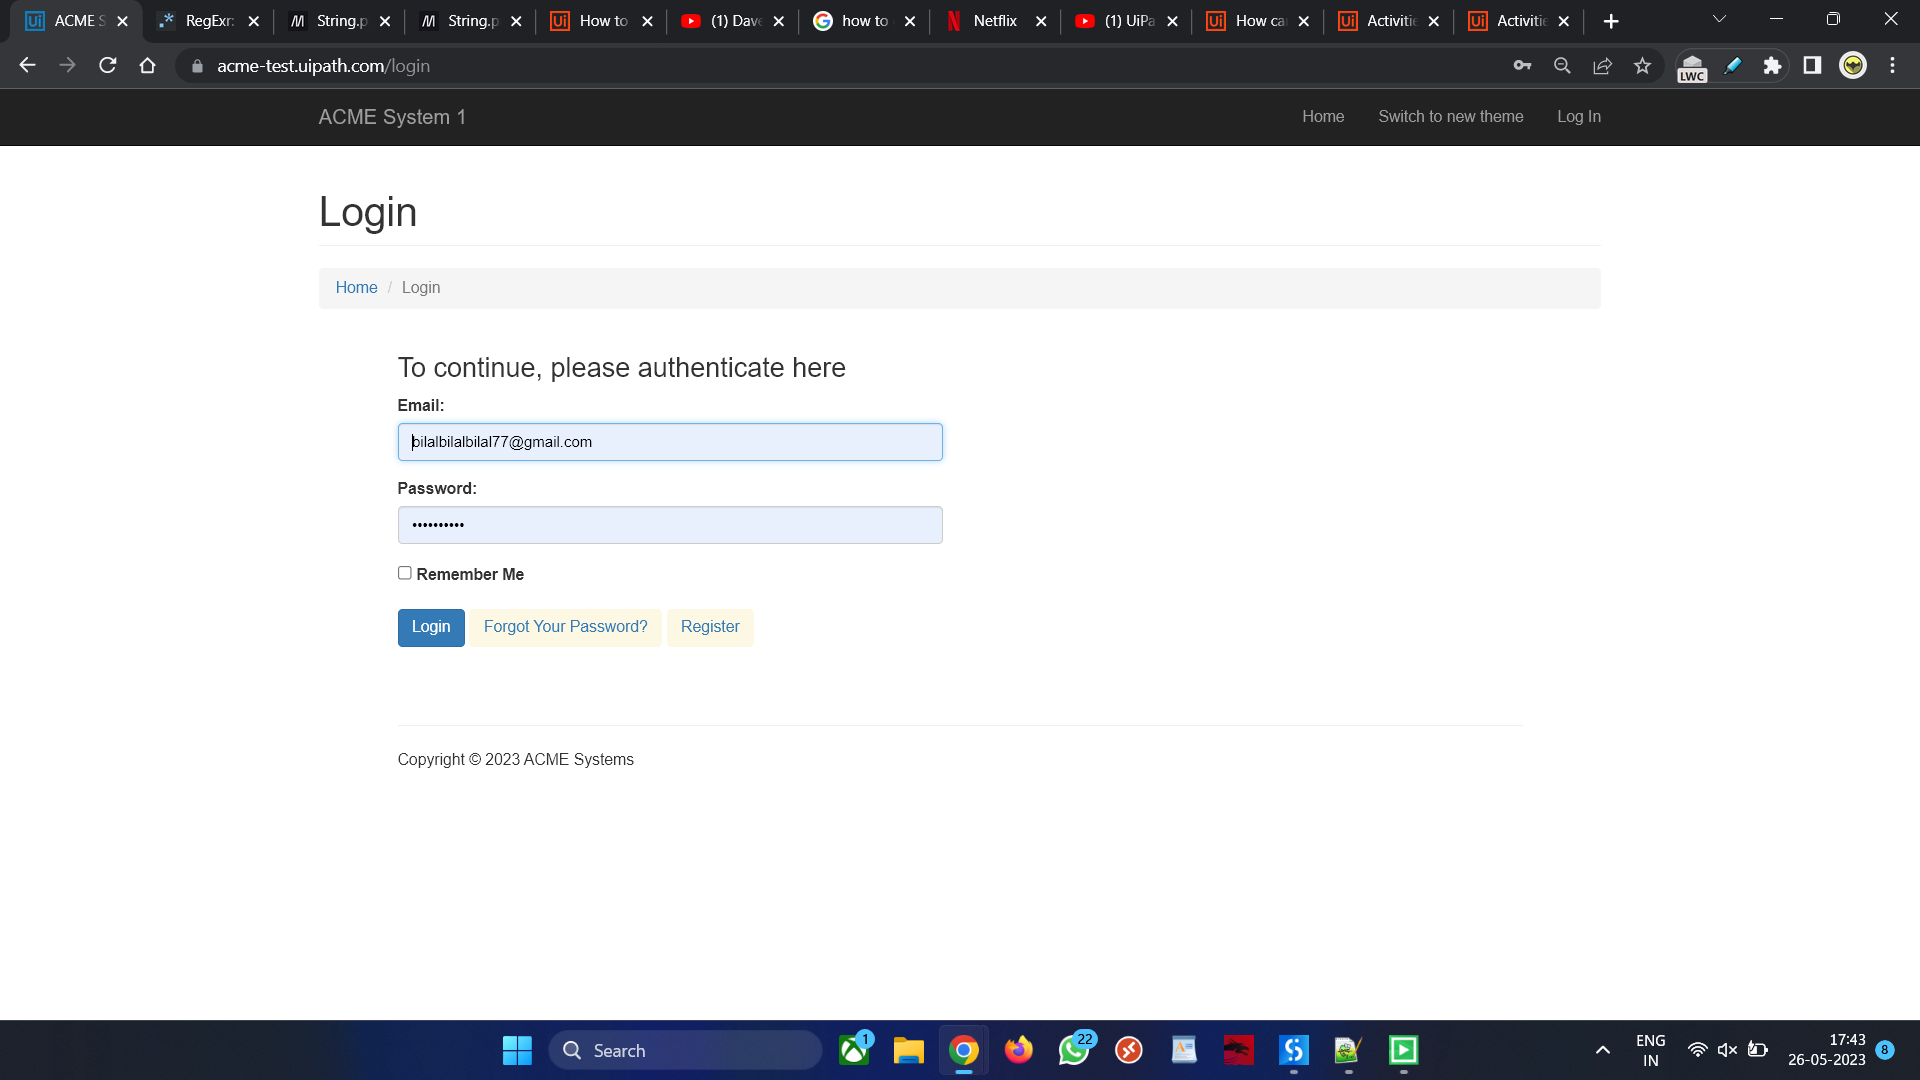 ACME S
RegExr:
String.p
String.p
How to
(1) Dave
how to
Netflix
(1) UiPa
How ca
Activitie
Activitie
acme-test.uipath.com/login
LWC
ACME System 1
Home
Switch to new theme
Log In
Login
Home / Login
To continue, please authenticate here
Email:
bilalbilalbilal77@gmail.com
Password:
••••••••••
Remember Me
Login
Forgot Your Password?
Register
Copyright © 2023 ACME Systems
Search
1
22
ENG
IN
17:43
26-05-2023
8